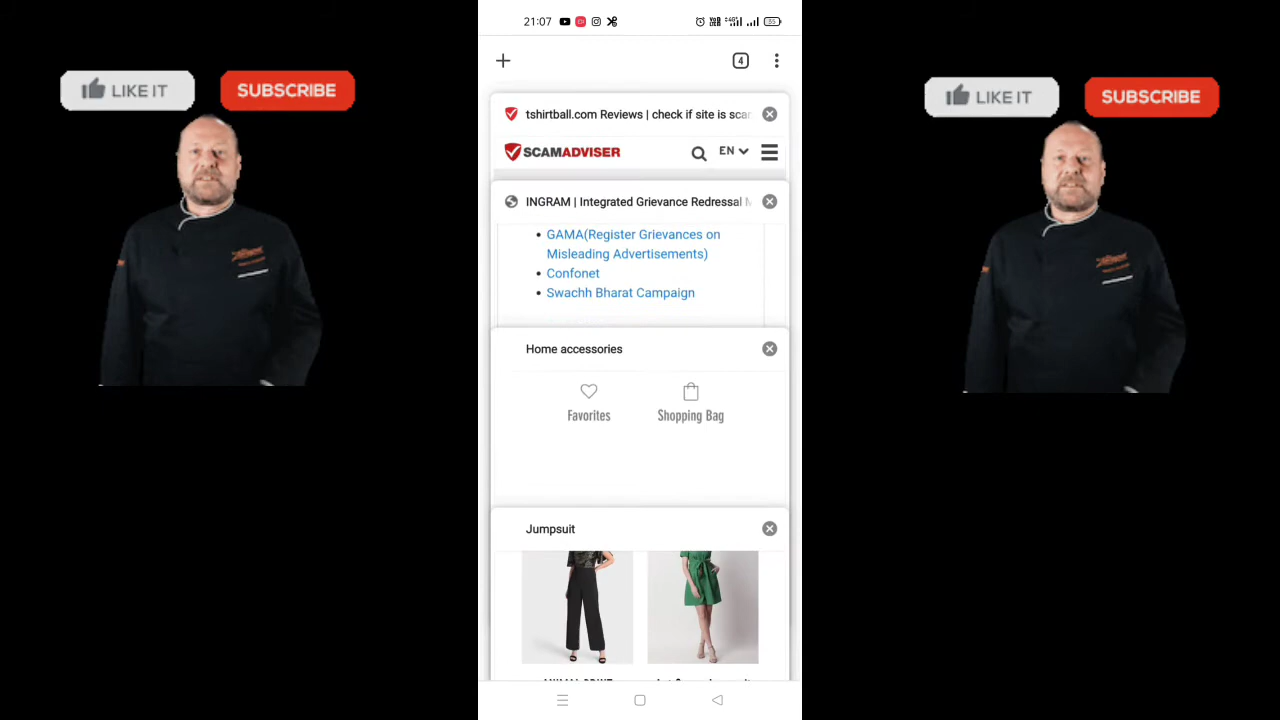 LIKE IT
SUBSCRIBE
21:07
55
4
tshirtball.com Reviews | check if site is scar
SCAMADVISER
EN
INGRAM | Integrated Grievance Redressal M
GAMA(Register Grievances on
Misleading Advertisements)
Confonet
Swachh Bharat Campaign
Home accessories
Favorites
Shopping Bag
Jumpsuit
LIKE IT
SUBSCRIBE